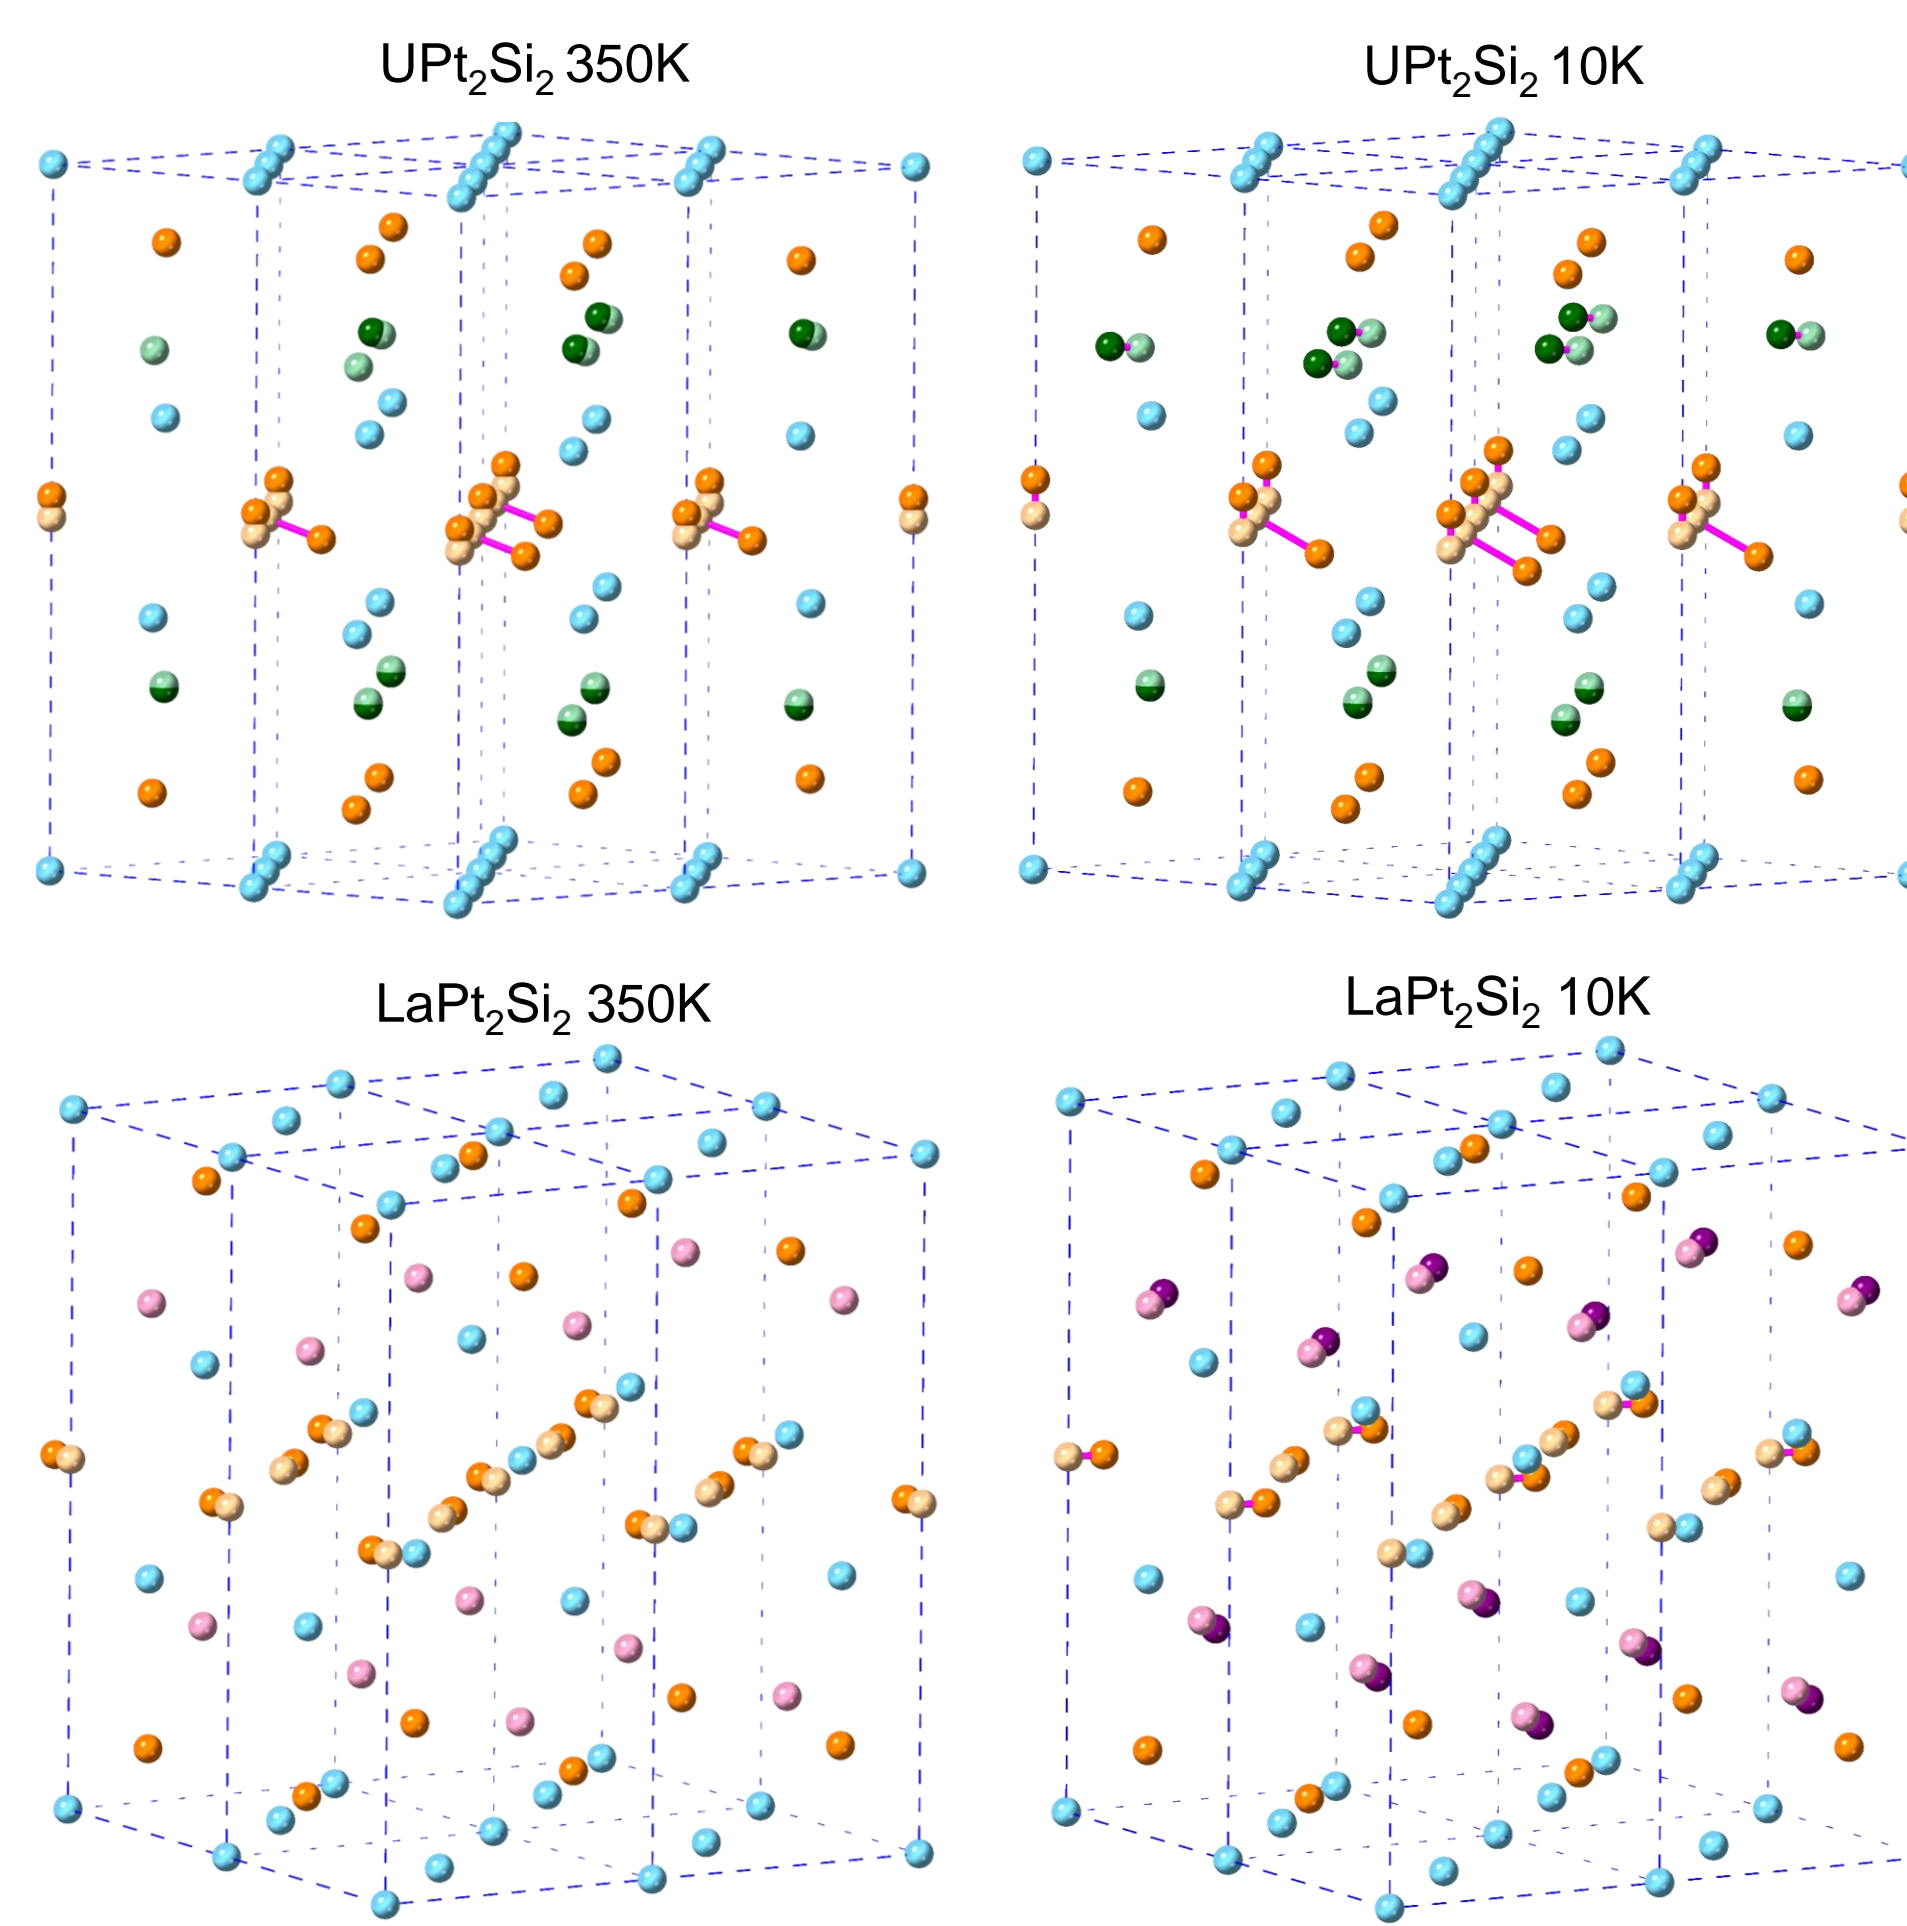 UPt₂Si₂ 350K
UPt₂Si₂ 10K
LaPt₂Si₂ 350K
LaPt₂Si₂ 10K